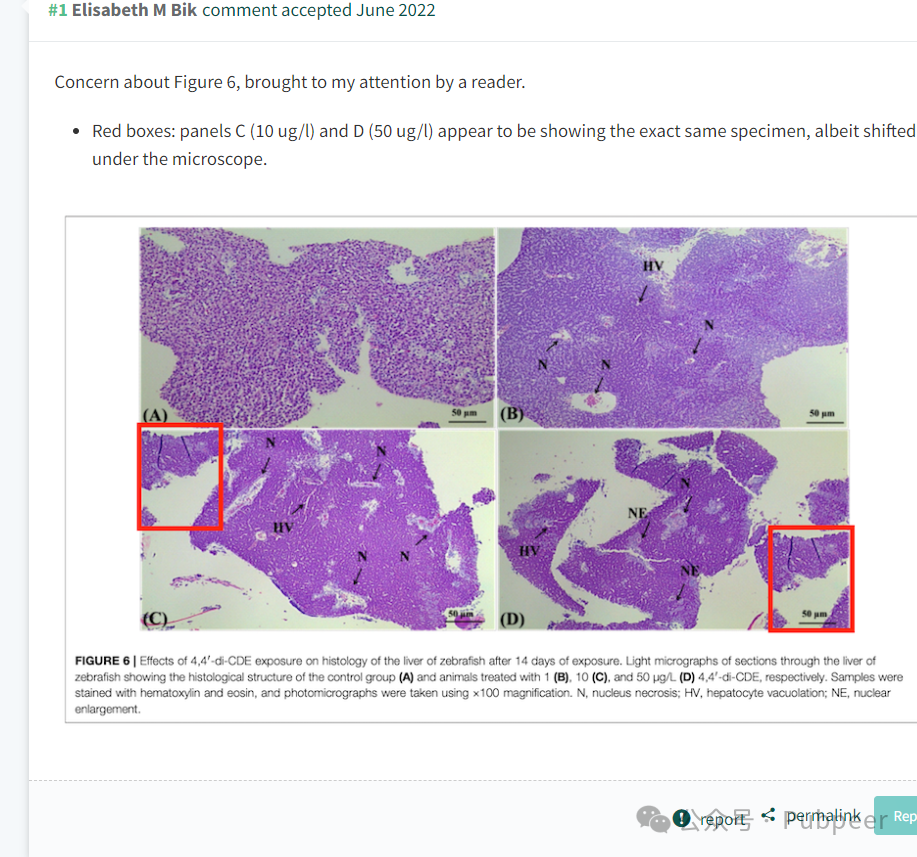 #1 Elisabeth M Bik comment accepted June 2022
Concern about Figure 6, brought to my attention by a reader.
• Red boxes: panels C (10 ug/l) and D (50 ug/l) appear to be showing the exact same specimen, albeit shifted
under the microscope.
HV
N
N
N
(A)
50 µm
(B)
50 µm
N
N
HV
N
N
(C)
50 µm
N
NE
HV
NE
(D)
50 µm
FIGURE 6 | Effects of 4,4′-di-CDE exposure on histology of the liver of zebrafish after 14 days of exposure. Light micrographs of sections through the liver of
zebrafish showing the histological structure of the control group (A) and animals treated with 1 (B), 10 (C), and 50 µg/L (D) 4,4′-di-CDE, respectively. Samples were
stained with hematoxylin and eosin, and photomicrographs were taken using ×100 magnification. N, nucleus necrosis; HV, hepatocyte vacuolation; NE, nuclear
enlargement.
report permalink Rep
公众号 Pubpeer